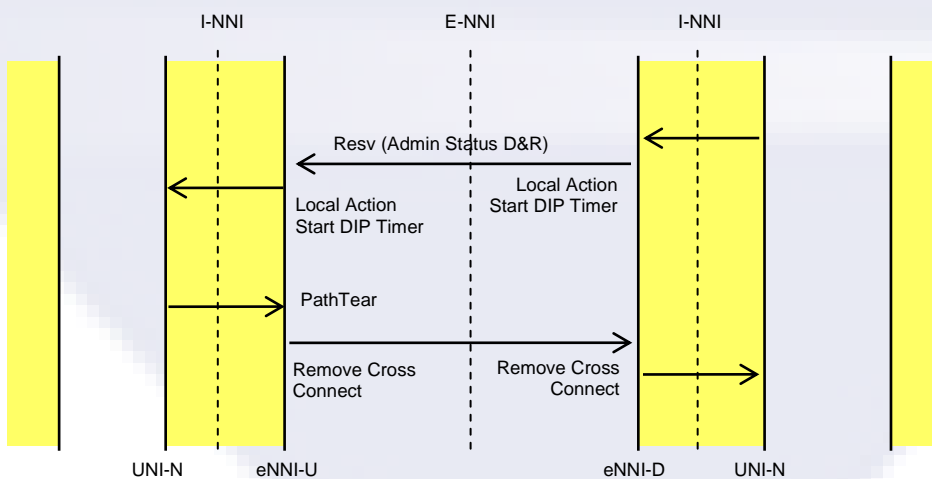 I-NNI
E-NNI
I-NNI
Resv (Admin Status D&R)
Local Action
Start DIP Timer
Local Action
Start DIP Timer
PathTear
Remove Cross
Connect
Remove Cross
Connect
UNI-N
eNNI-U
eNNI-D
UNI-N